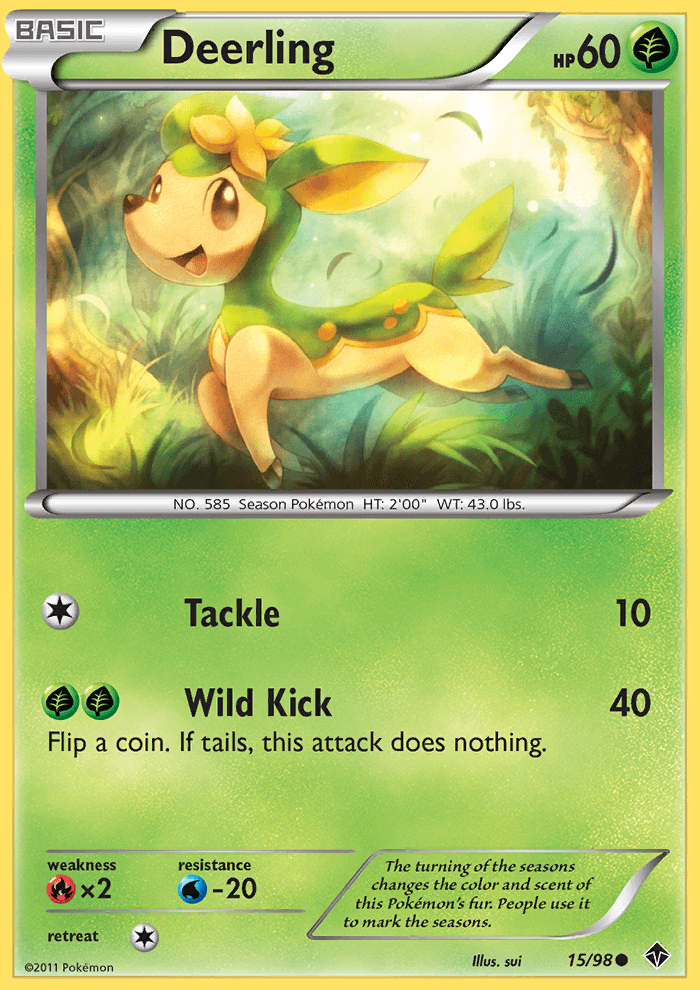 BASIC
Deerling
HP60
NO. 585 Season Pokémon HT: 2'00" WT: 43.0 lbs.
Tackle 10
Wild Kick 40
Flip a coin. If tails, this attack does nothing.
weakness resistance
×2 -20
retreat
The turning of the seasons
changes the color and scent of
this Pokémon's fur. People use it
to mark the seasons.
Illus. sui 15/98
©2011 Pokémon